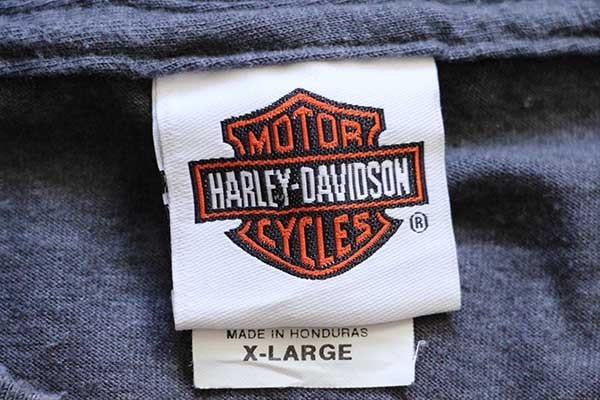 MOTOR
HARLEY-DAVIDSON
CYCLES
®
MADE IN HONDURAS
X-LARGE